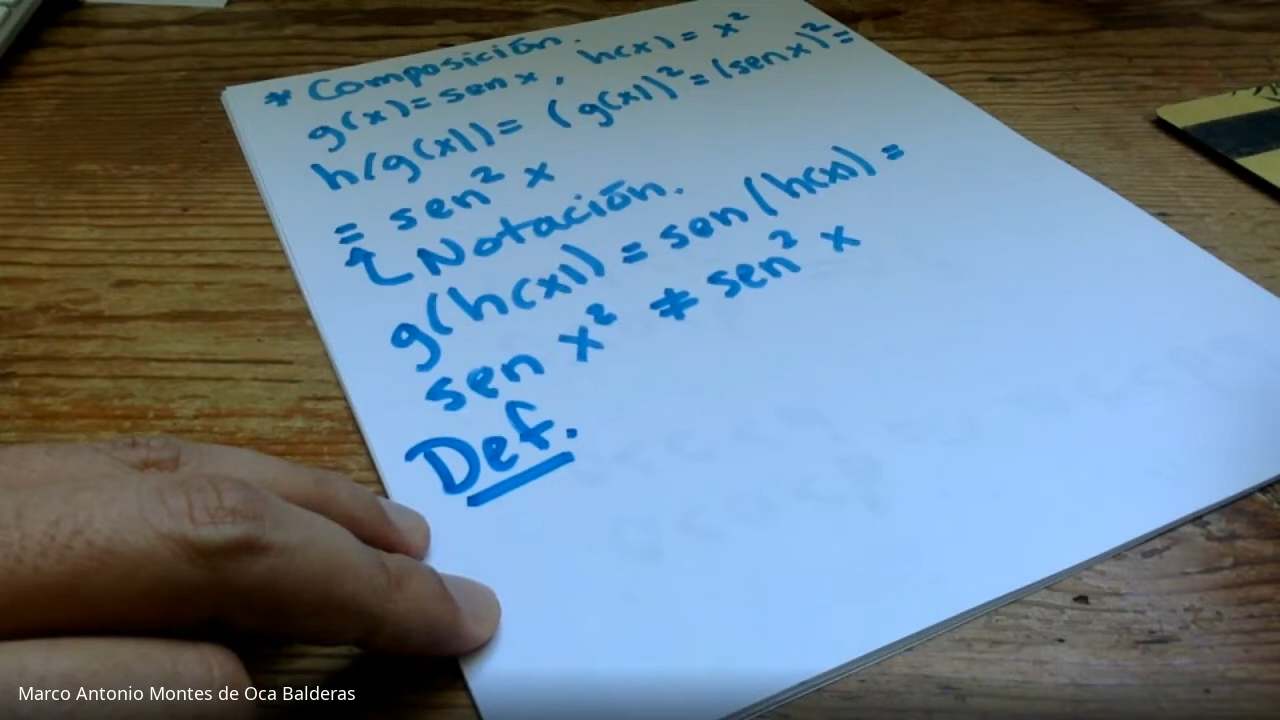 * Composición.
g(x) = sen x, h(x) = x²
h(g(x)) = (g(x))² = (sen x)² =
= sen² x
↑ Notación.
g(h(x)) = sen (h(x)) =
sen x² ≠ sen² x
Def.
Marco Antonio Montes de Oca Balderas